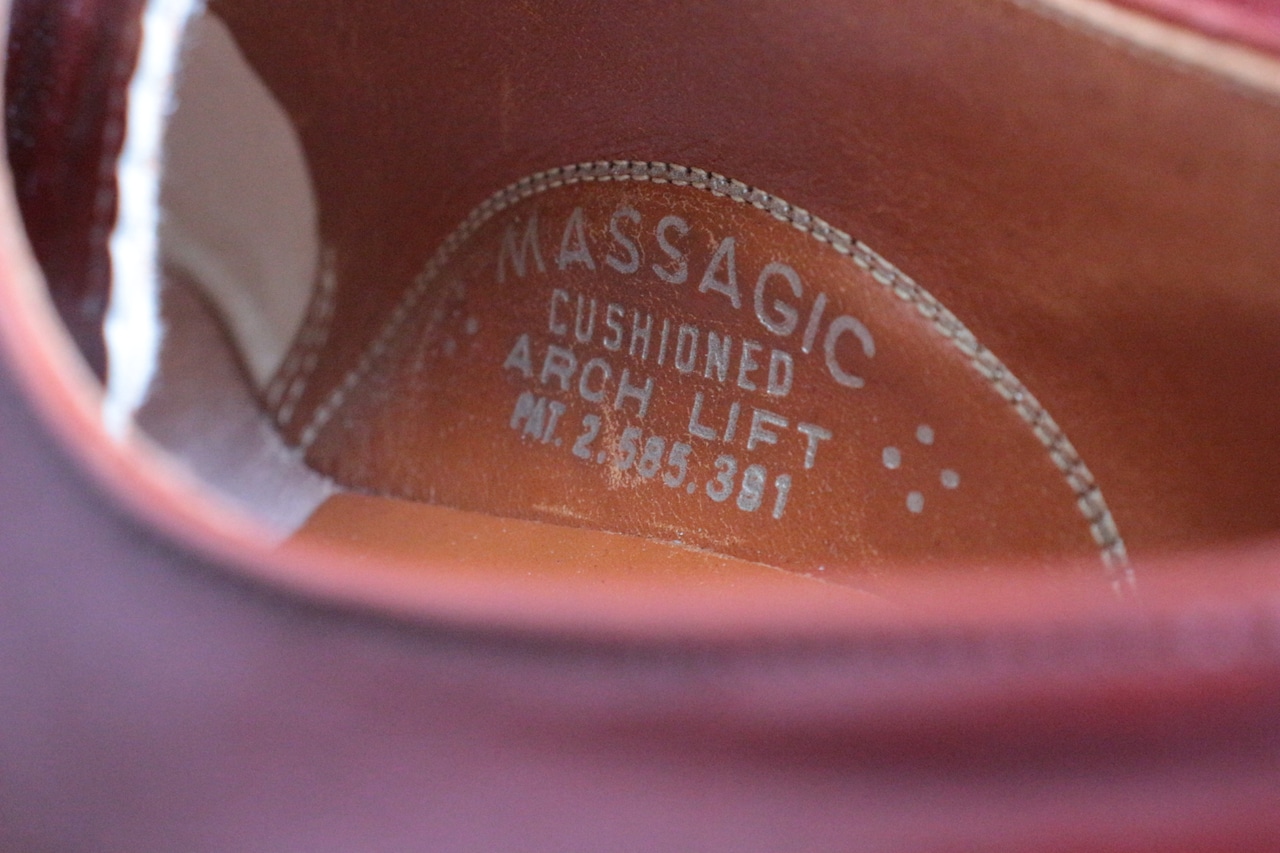 MASSAGIC
CUSHIONED
ARCH LIFT
PAT. 2.585.391